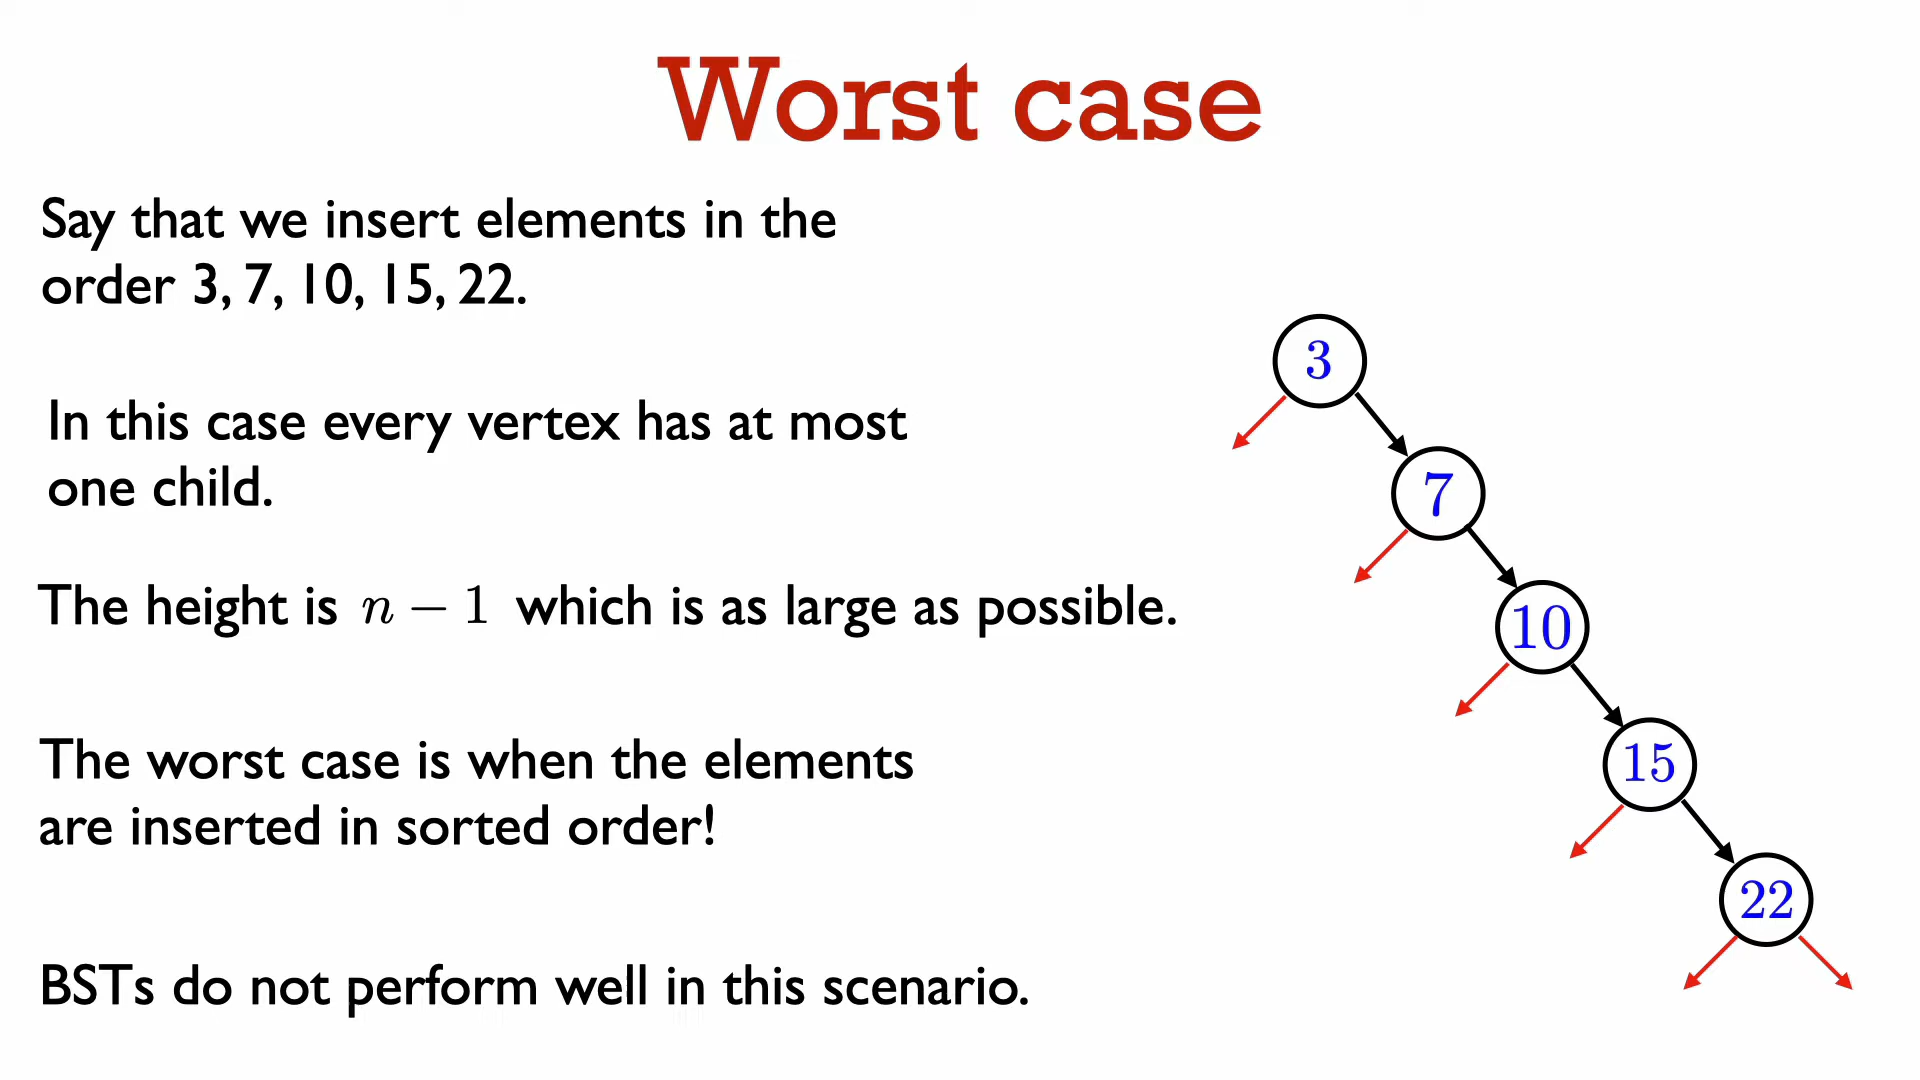 Worst case
Say that we insert elements in the
order 3, 7, 10, 15, 22.
In this case every vertex has at most
one child.
The height is n − 1 which is as large as possible.
The worst case is when the elements
are inserted in sorted order!
BSTs do not perform well in this scenario.
3
7
10
15
22